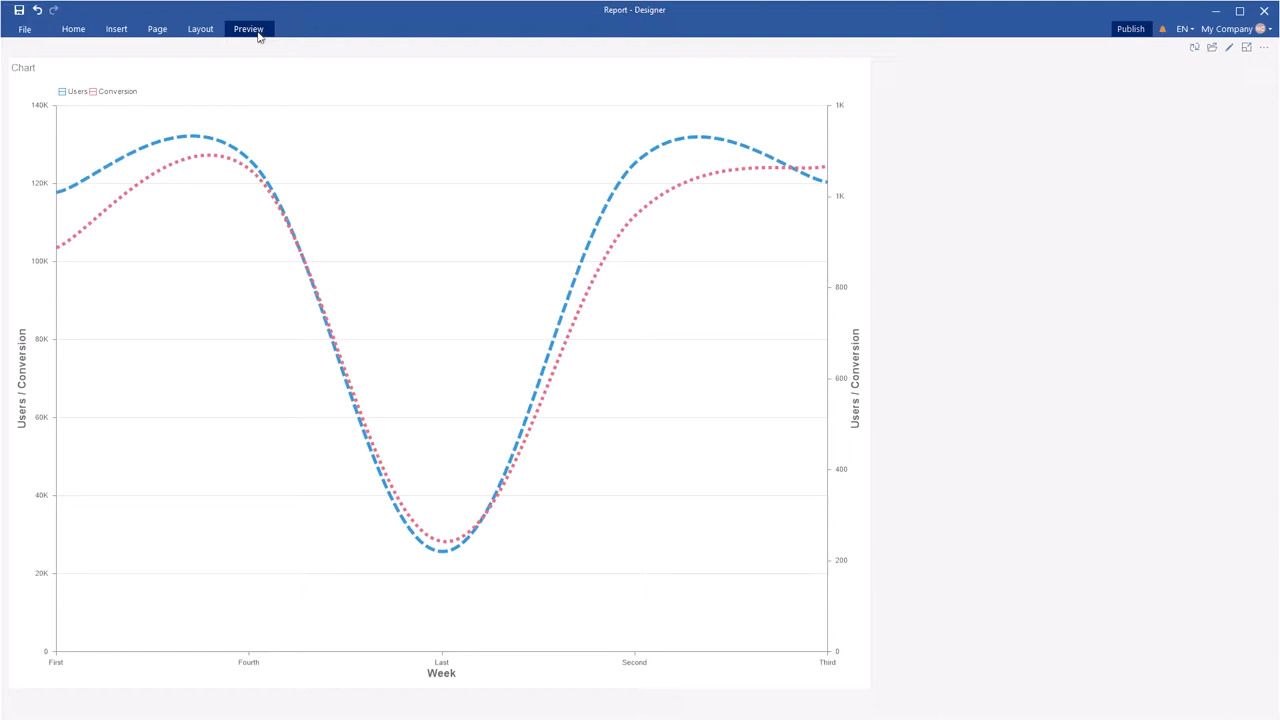 Report - Designer
File Home Insert Page Layout Preview Publish EN My Company
Chart
Users Conversion
140K
120K
100K
80K
60K
40K
20K
0
Users / Conversion
1K
1K
800
600
400
200
0
Users / Conversion
First Fourth Last Second Third
Week